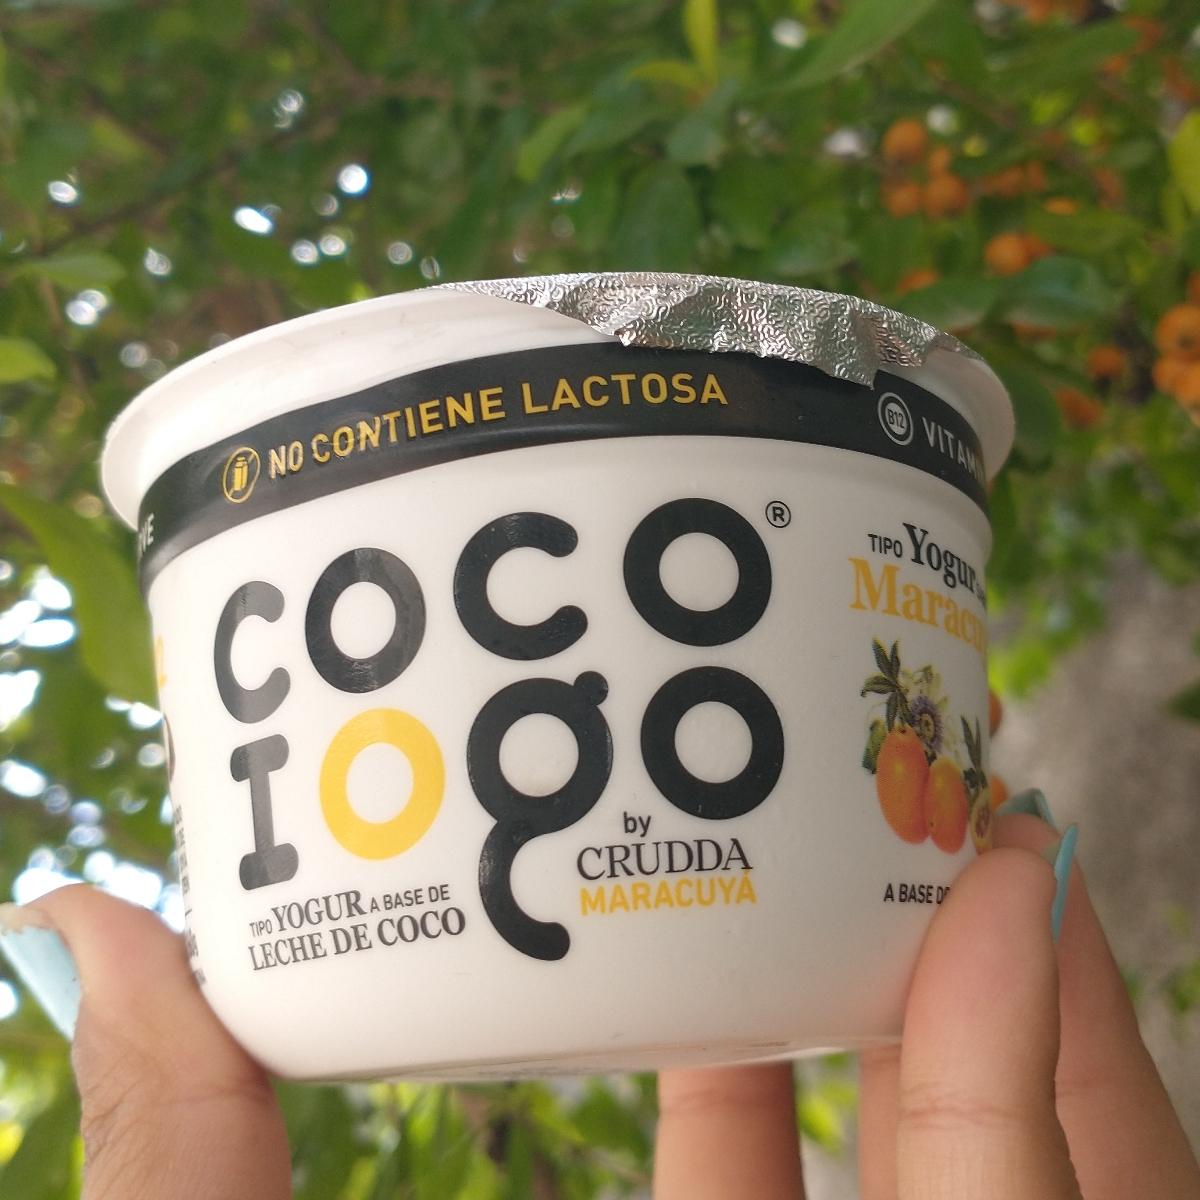 NO CONTIENE LACTOSA
B12
coco®
Iogo
by
CRUDDA
MARACUYÁ
TIPO YOGUR A BASE DE
LECHE DE COCO
TIPO Yogur
A BASE